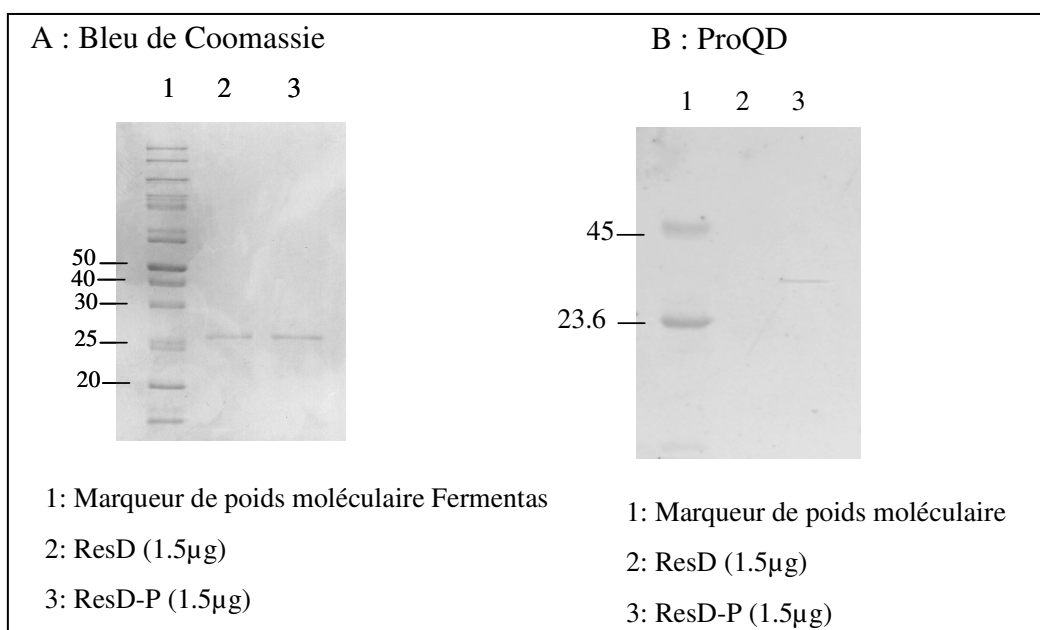 A : Bleu de Coomassie
1 2 3
50
40
30
25
20
1: Marqueur de poids moléculaire Fermentas
2: ResD (1.5µg)
3: ResD-P (1.5µg)
B : ProQD
1 2 3
45
23.6
1: Marqueur de poids moléculaire
2: ResD (1.5µg)
3: ResD-P (1.5µg)